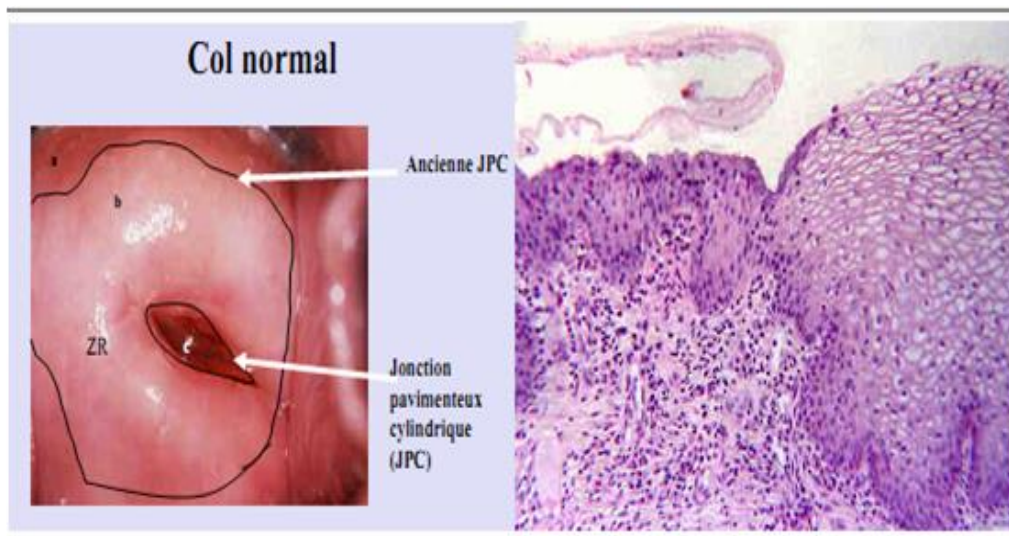 Col normal
a
b
Ancienne JPC
ZR
c
Jonction
pavimenteux
cylindrique
(JPC)